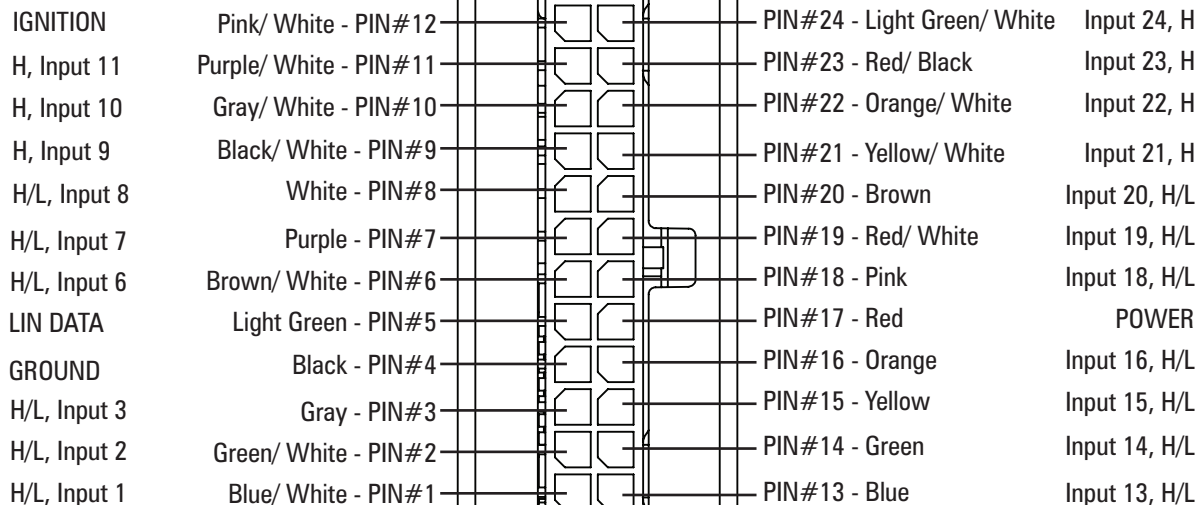 IGNITION Pink/ White - PIN#12 PIN#24 - Light Green/ White Input 24, H
H, Input 11 Purple/ White - PIN#11 PIN#23 - Red/ Black Input 23, H
H, Input 10 Gray/ White - PIN#10 PIN#22 - Orange/ White Input 22, H
H, Input 9 Black/ White - PIN#9 PIN#21 - Yellow/ White Input 21, H
H/L, Input 8 White - PIN#8 PIN#20 - Brown Input 20, H/L
H/L, Input 7 Purple - PIN#7 PIN#19 - Red/ White Input 19, H/L
H/L, Input 6 Brown/ White - PIN#6 PIN#18 - Pink Input 18, H/L
LIN DATA Light Green - PIN#5 PIN#17 - Red POWER
GROUND Black - PIN#4 PIN#16 - Orange Input 16, H/L
H/L, Input 3 Gray - PIN#3 PIN#15 - Yellow Input 15, H/L
H/L, Input 2 Green/ White - PIN#2 PIN#14 - Green Input 14, H/L
H/L, Input 1 Blue/ White - PIN#1 PIN#13 - Blue Input 13, H/L